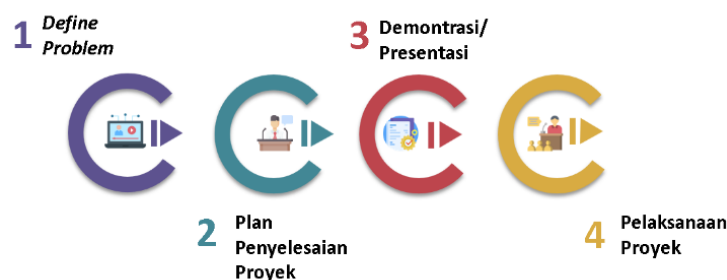 1 Define
Problem
2 Plan
Penyelesaian
Proyek
3 Demontrasi/
Presentasi
4 Pelaksanaan
Proyek